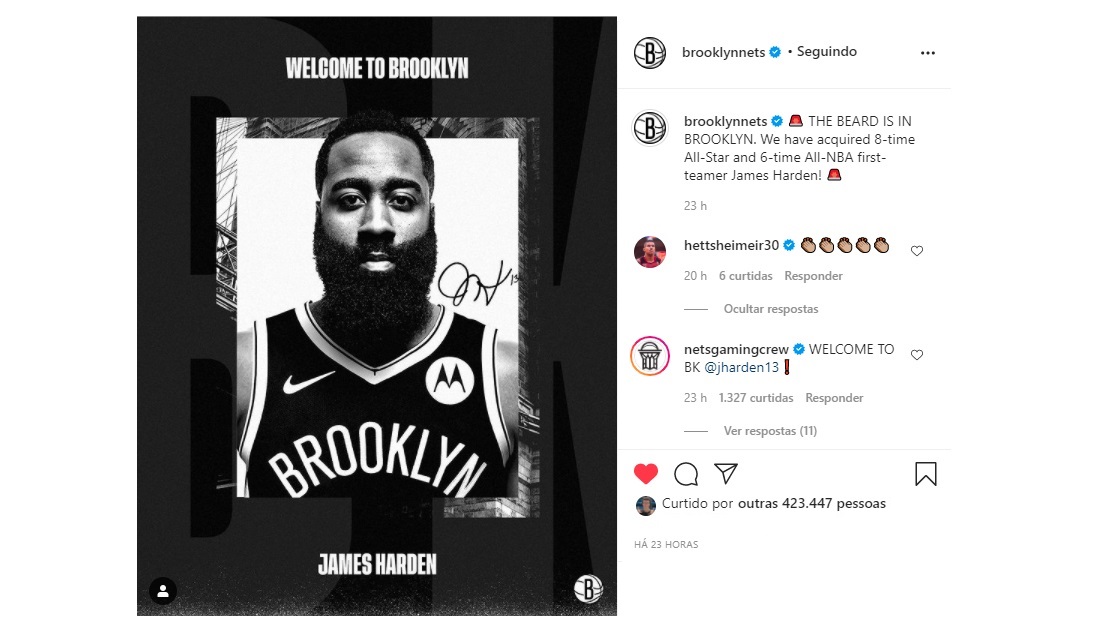 WELCOME TO BROOKLYN
BROOKLYN
JAMES HARDEN
B
brooklynnets • Seguindo
brooklynnets 🚨 THE BEARD IS IN
BROOKLYN. We have acquired 8-time
All-Star and 6-time All-NBA first-
teamer James Harden! 🚨
23 h
hettsheimeir30 👏🏼👏🏼👏🏼👏🏼👏🏼
20 h 6 curtidas Responder
Ocultar respostas
netsgamingcrew WELCOME TO
BK @jharden13❗
23 h 1.327 curtidas Responder
Ver respostas (11)
Curtido por outras 423.447 pessoas
HÁ 23 HORAS